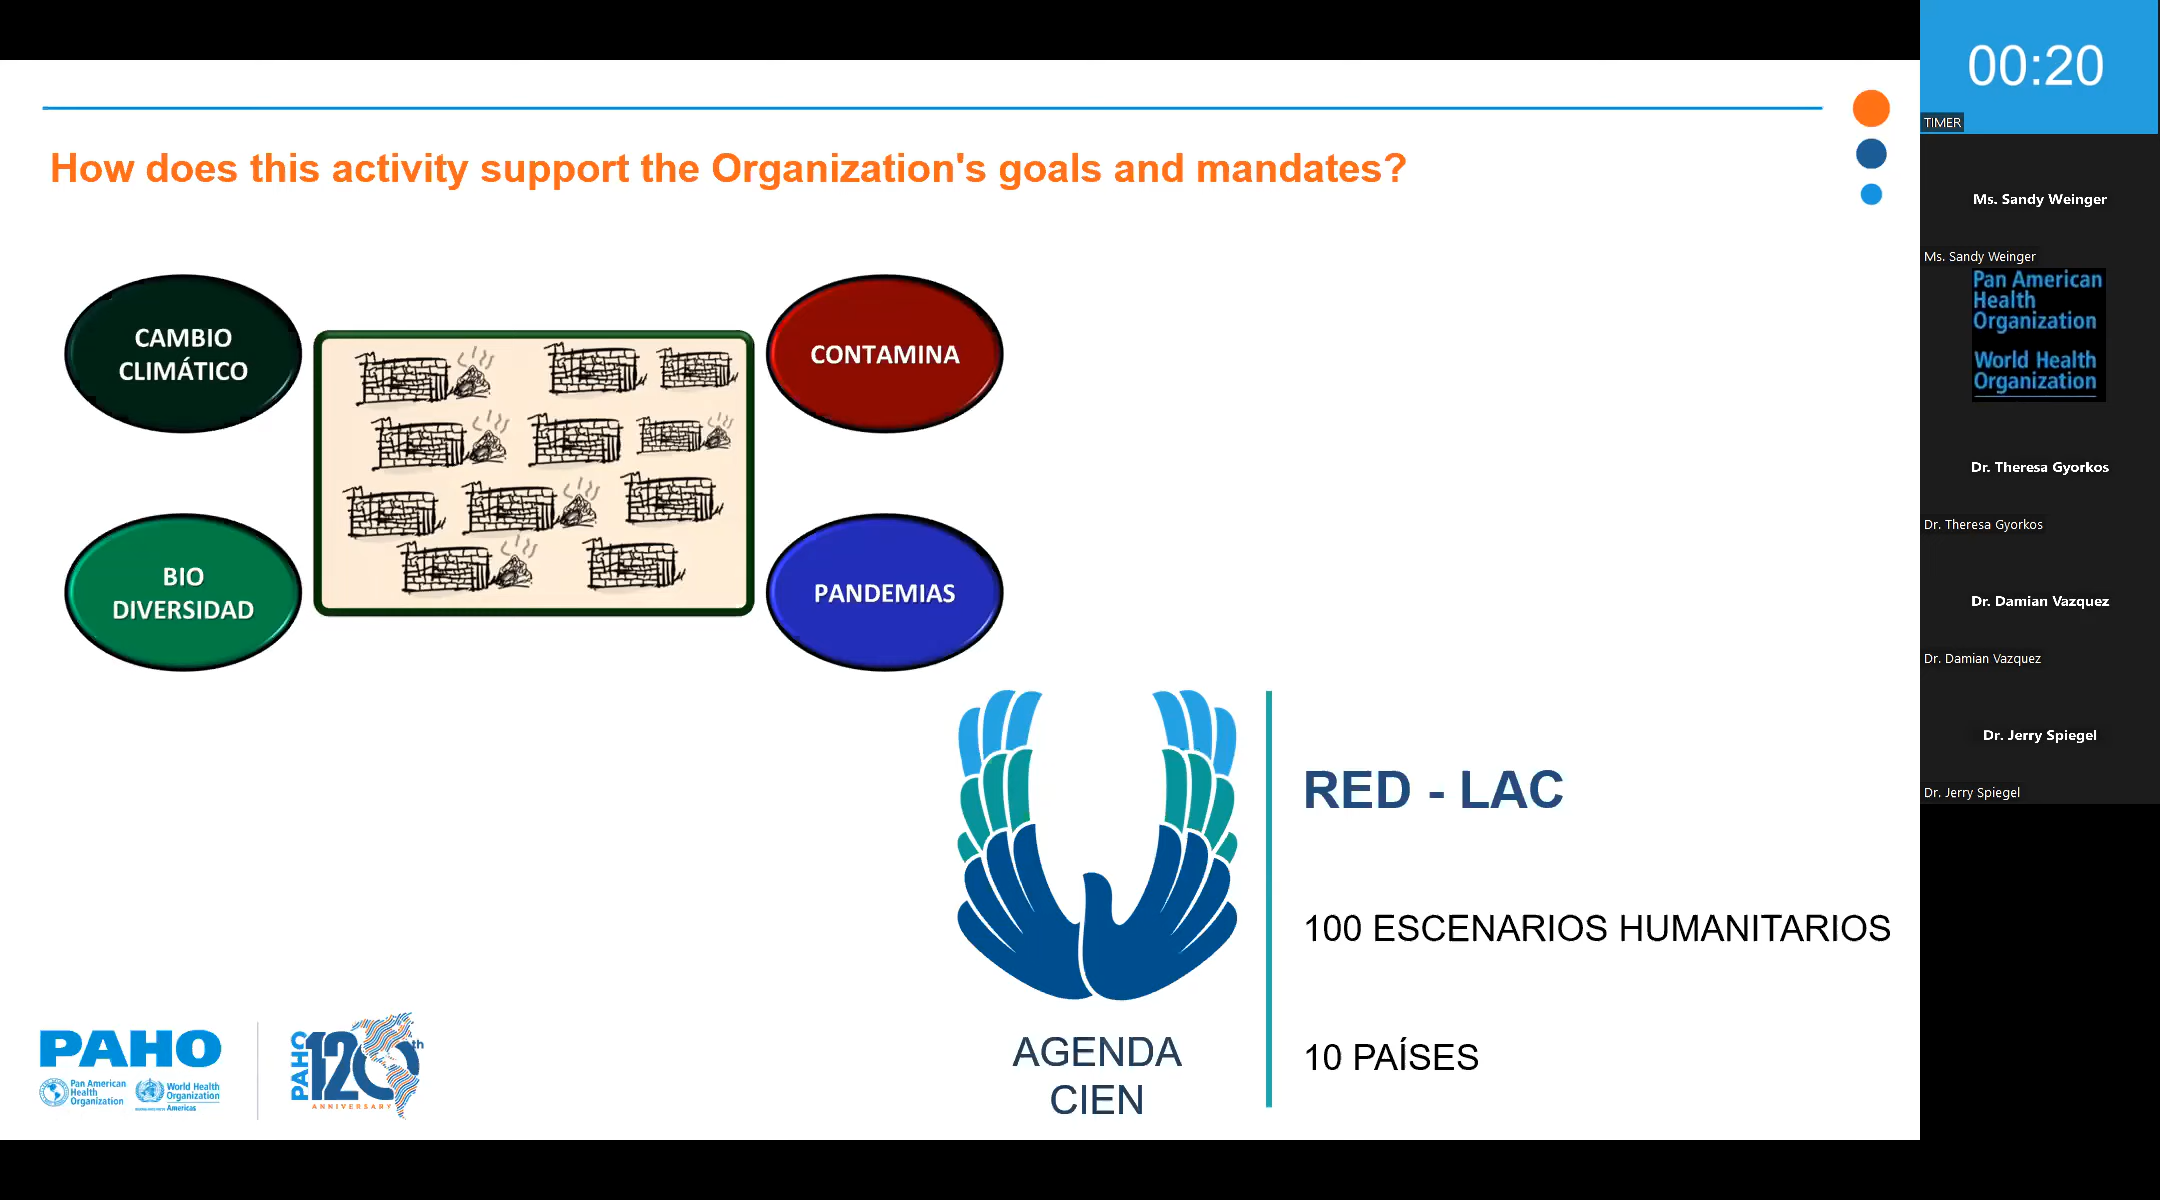 How does this activity support the Organization's goals and mandates?
CAMBIO
CLIMÁTICO
CONTAMINA
BIO
DIVERSIDAD
PANDEMIAS
RED - LAC
100 ESCENARIOS HUMANITARIOS
10 PAÍSES
AGENDA
CIEN
PAHO
Pan American
Health
Organization
World Health
Organization
Americas
PAHO
120th
ANNIVERSARY
00:20
TIMER
Ms. Sandy Weinger
Ms. Sandy Weinger
Pan American
Health
Organization
World Health
Organization
Dr. Theresa Gyorkos
Dr. Theresa Gyorkos
Dr. Damian Vazquez
Dr. Damian Vazquez
Dr. Jerry Spiegel
Dr. Jerry Spiegel